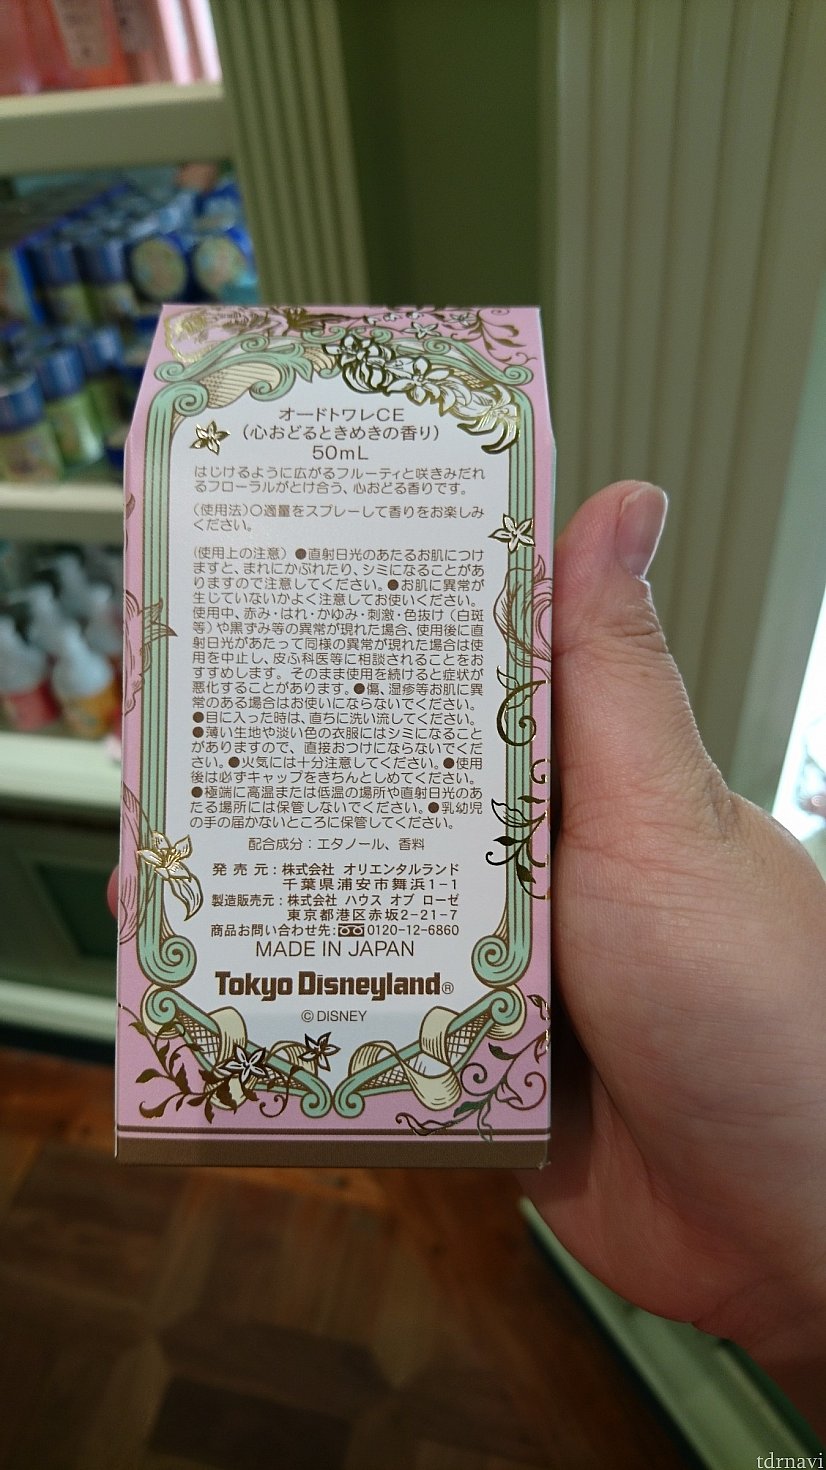 オードトワレCE
（心おどるときめきの香り）
50mL
はじけるように広がるフルーティと咲きみだれ
るフローラルがとけ合う、心おどる香りです。
（使用法）○適量をスプレーして香りをお楽しみ
ください。
（使用上の注意）●直射日光のあたるお肌につけ
ますと、まれにかぶれたり、シミになることがあ
りますので注意してください。●お肌に異常が
生じていないかよく注意してお使いください。
使用中、赤み・はれ・かゆみ・刺激・色抜け（白斑
等）や黒ずみ等の異常が現れた場合、使用後に直
射日光があたって同様の異常が現れた場合は使
用を中止し、皮ふ科医等に相談されることをお
すすめします。そのまま使用を続けると症状が
悪化することがあります。●傷、湿疹等お肌に異
常のある場合はお使いにならないでください。
●目に入った時は、直ちに洗い流してください。
●薄い生地や淡い色の衣服にはシミになること
がありますので、直接おつけにならないでくだ
さい。●火気には十分注意してください。●使用
後は必ずキャップをきちんとしめてください。
●極端に高温または低温の場所や直射日光のあ
たる場所には保管しないでください。●乳幼児
の手の届かないところに保管してください。
配合成分：エタノール、香料
発売元：株式会社 オリエンタルランド
千葉県浦安市舞浜1-1
製造販売元：株式会社 ハウス オブ ローゼ
東京都港区赤坂2-21-7
商品お問い合わせ先：0120-12-6860
MADE IN JAPAN
Tokyo Disneyland®
© DISNEY
tdrnavi